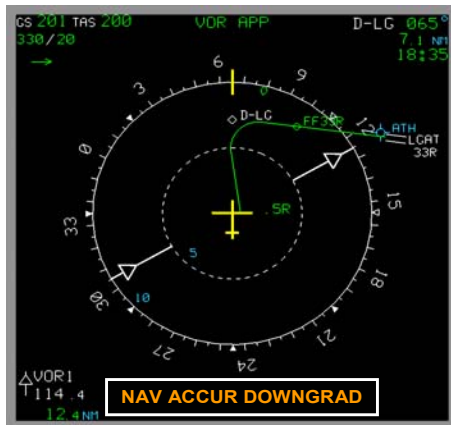 GS 201 TAS 200 VOR APP D-LG 065°
330/20 7.1 NM
18:35
6
3 9
0
D-LG FF33R 12 ATH
0 LGAT
33R
.5R 15
33
5
30 10 18
27 21
24
VOR1
114.4
12.4 NM NAV ACCUR DOWNGRAD